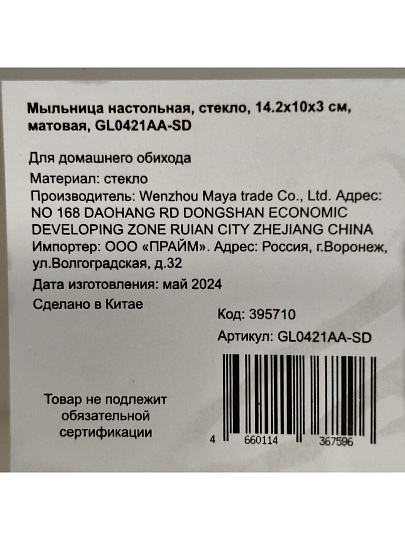 Мыльница настольная, стекло, 14.2х10х3 см,
матовая, GL0421AA-SD
Для домашнего обихода
Материал: стекло
Производитель: Wenzhou Maya trade Co., Ltd. Адрес:
NO 168 DAOHANG RD DONGSHAN ECONOMIC
DEVELOPING ZONE RUIAN CITY ZHEJIANG CHINA
Импортер: ООО «ПРАЙМ». Адрес: Россия, г.Воронеж,
ул.Волгоградская, д.32
Дата изготовления: май 2024
Сделано в Китае
Код: 395710
Артикул: GL0421AA-SD
Товар не подлежит
обязательной
сертификации
4 660114 367596